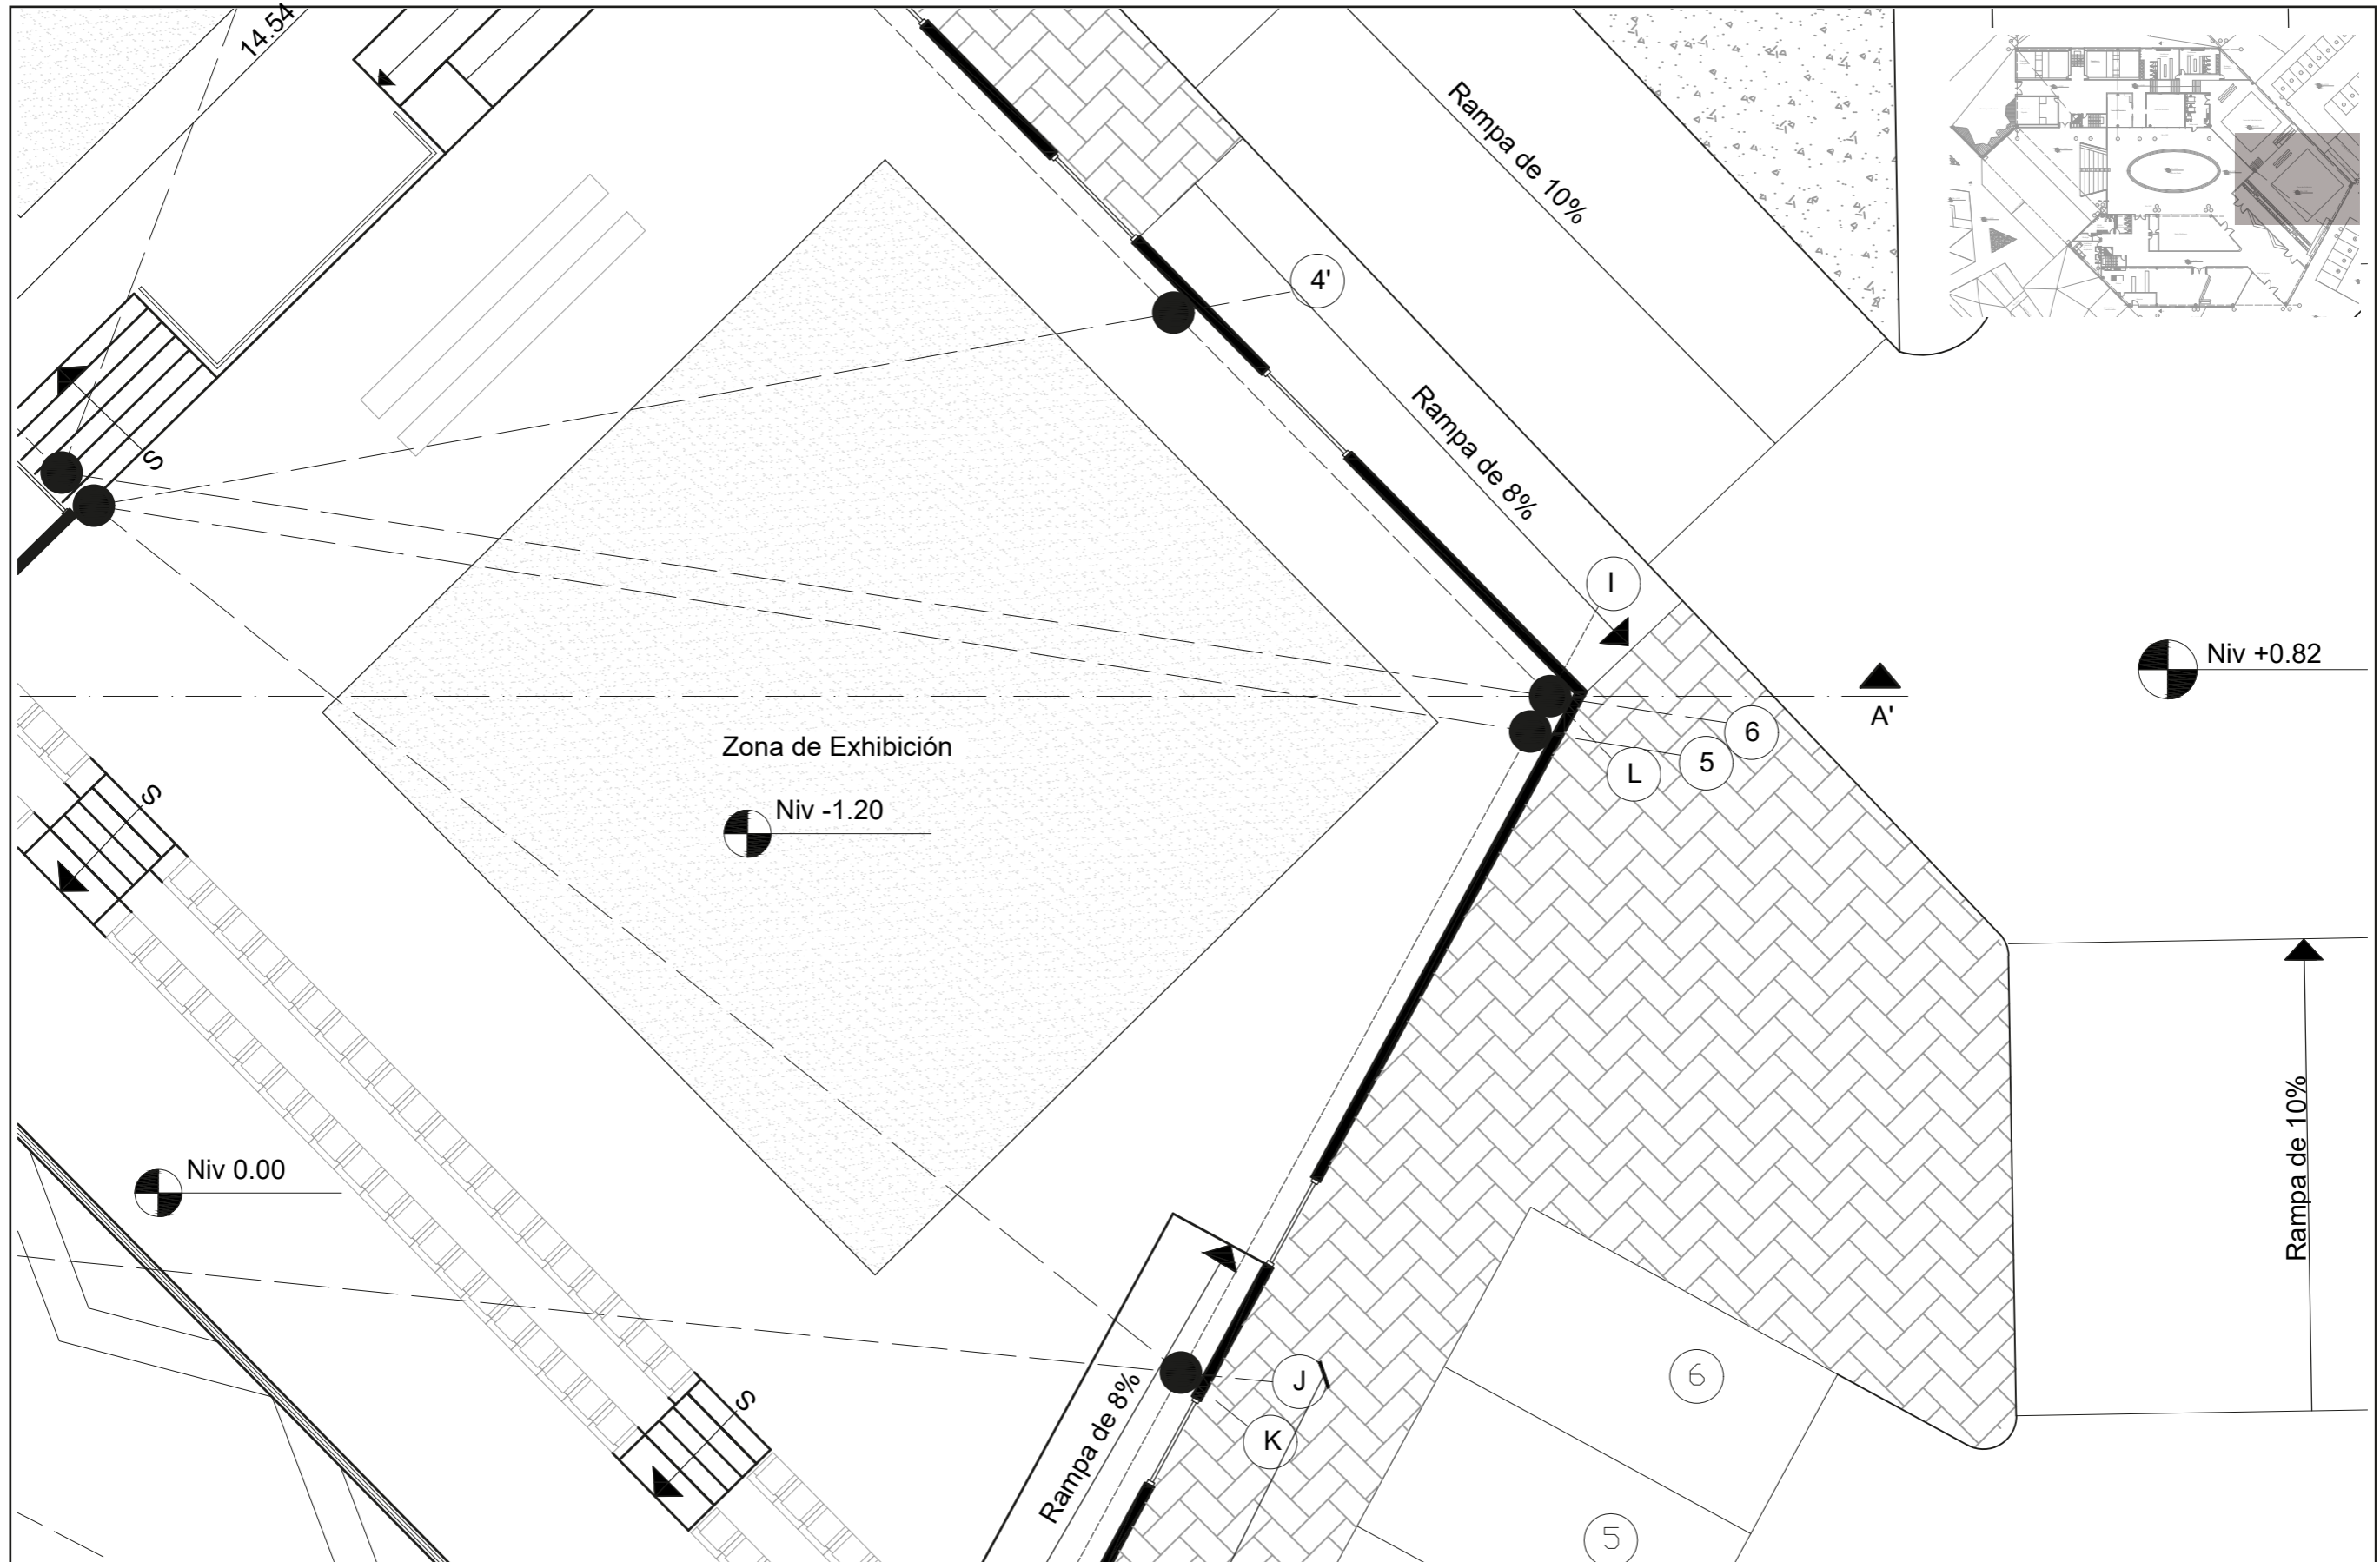 14.54
Rampa de 10%
4'
Rampa de 8%
S
I
Niv +0.82
A'
6
5
L
Zona de Exhibición
Niv -1.20
S
Niv 0.00
Rampa de 10%
J
6
K
S
Rampa de 8%
5